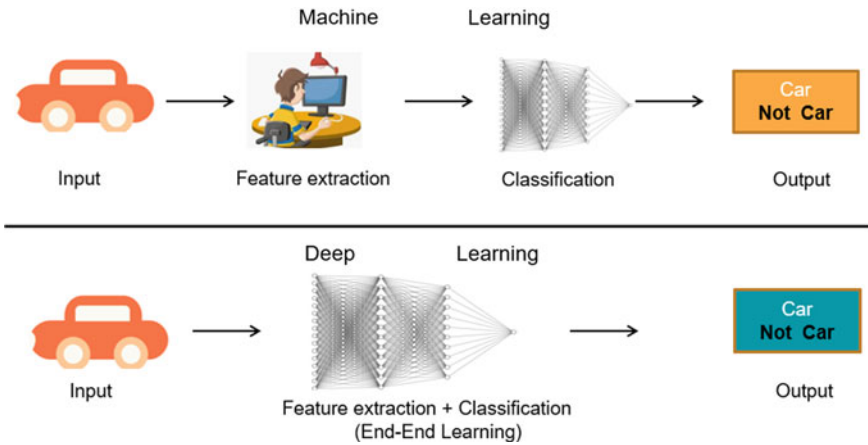 Machine Learning
Car
Not Car
Input
Feature extraction
Classification
Output
Deep Learning
Car
Not Car
Input
Feature extraction + Classification
(End-End Learning)
Output